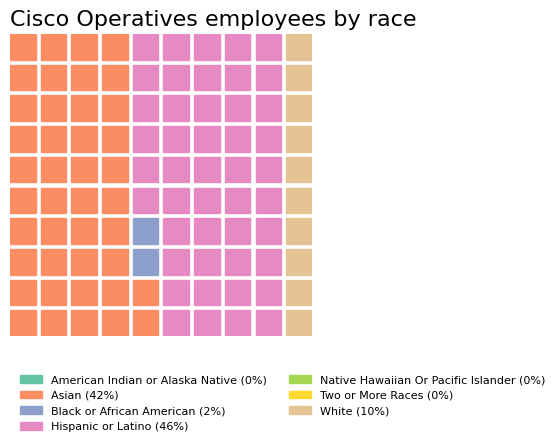 Cisco Operatives employees by race
American Indian or Alaska Native (0%)
Asian (42%)
Black or African American (2%)
Hispanic or Latino (46%)
Native Hawaiian Or Pacific Islander (0%)
Two or More Races (0%)
White (10%)